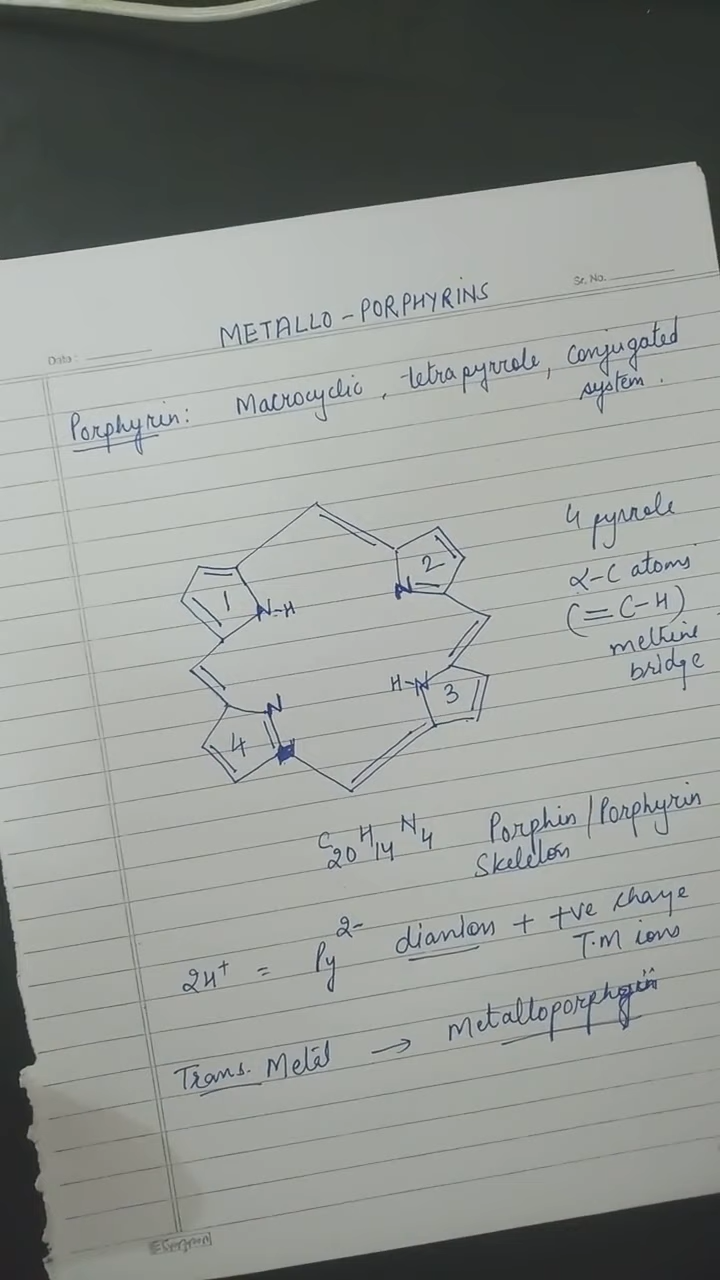 Sr. No.
Date :
METALLO - PORPHYRINS
Porphyrin: Macrocyclic, tetrapyrrole, conjugated
system.
1
N-H
2
N
H-N
3
N
4
4 pyrrole
α-C atoms
(=C-H)
methine
bridge
C20H14N4 Porphin/Porphyrin
Skeleton
2H+ = Py2- dianion + +ve charge
T.M ions
Trans. Metal → Metalloporphyrin